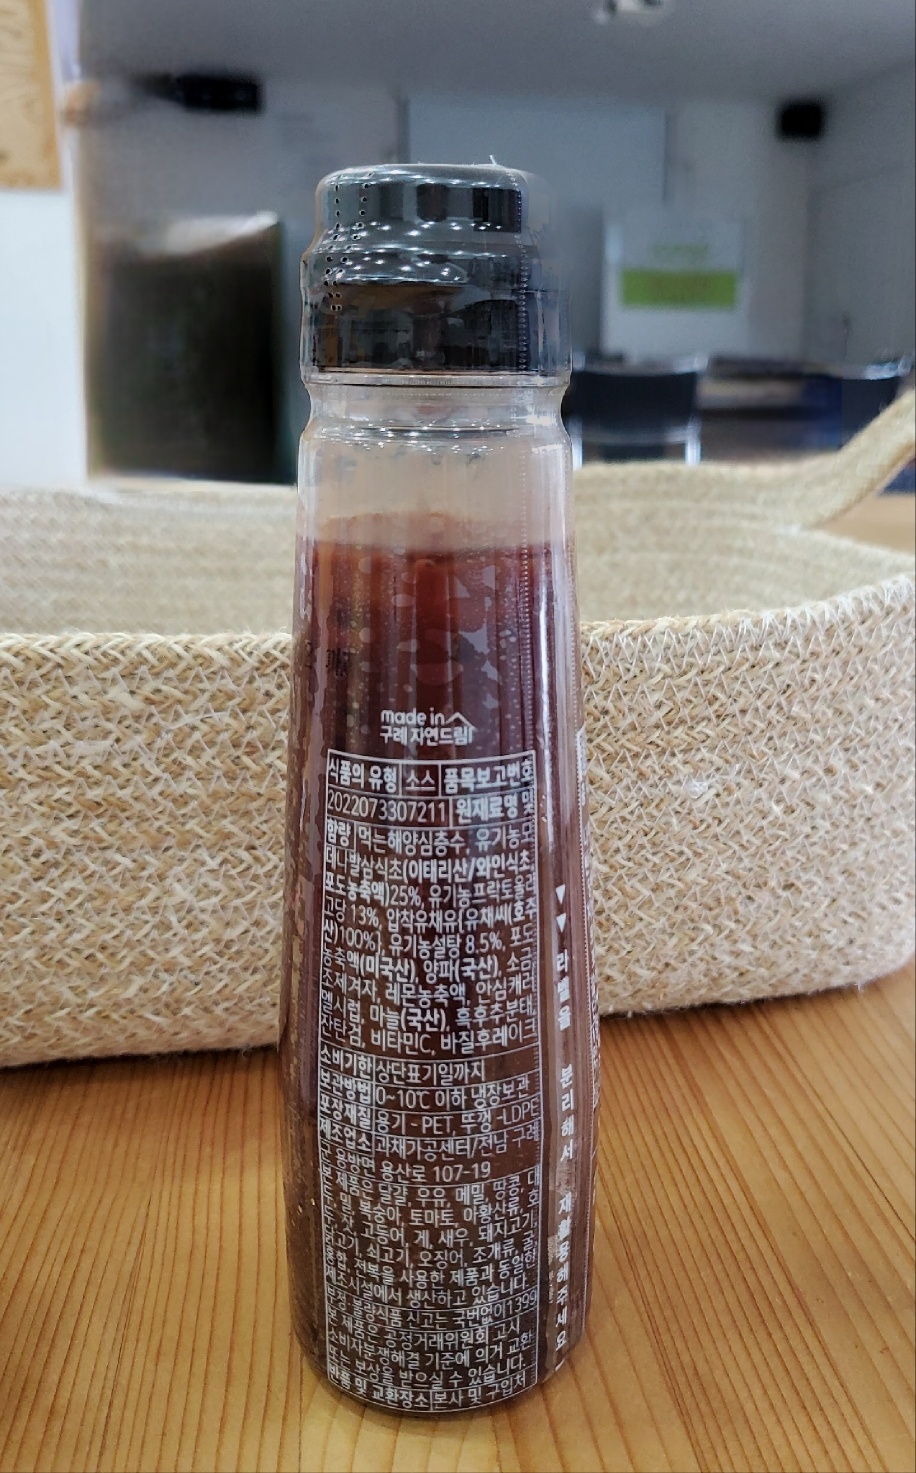 made in
구례 자연드림
식품의 유형 소스 품목보고번호
2022073307211 원재료명 및
함량 먹는해양심층수, 유기농모
데나발삼식초(이태리산/와인식초,
포도농축액)25%, 유기농프락토올리
고당 13%, 압착유채유(유채씨(호주
산)100%), 유기농설탕 8.5%, 포도
농축액(미국산), 양파(국산), 소금,
조제겨자, 레몬농축액, 안심캐러
멜시럽, 마늘(국산), 흑후추분태,
잔탄검, 비타민C, 바질후레이크
소비기한 상단표기일까지
보관방법 0~10℃ 이하 냉장보관
포장재질 용기-PET, 뚜껑-LDPE
제조업소 과채가공센터/전남 구례
군 용방면 용산로 107-19
본 제품은 달걀, 우유, 메밀, 땅콩, 대
두, 밀, 복숭아, 토마토, 아황산류, 호
두, 잣, 고등어, 게, 새우, 돼지고기,
닭고기, 쇠고기, 오징어, 조개류, 굴,
홍합, 전복을 사용한 제품과 동일한
제조시설에서 생산하고 있습니다.
부정·불량식품 신고는 국번없이1399
본 제품은 공정거래위원회 고시
소비자분쟁해결 기준에 의거 교환
또는 보상을 받으실 수 있습니다.
반품 및 교환장소 본사 및 구입처
▼▼라벨을 분리해서 재활용해주세요